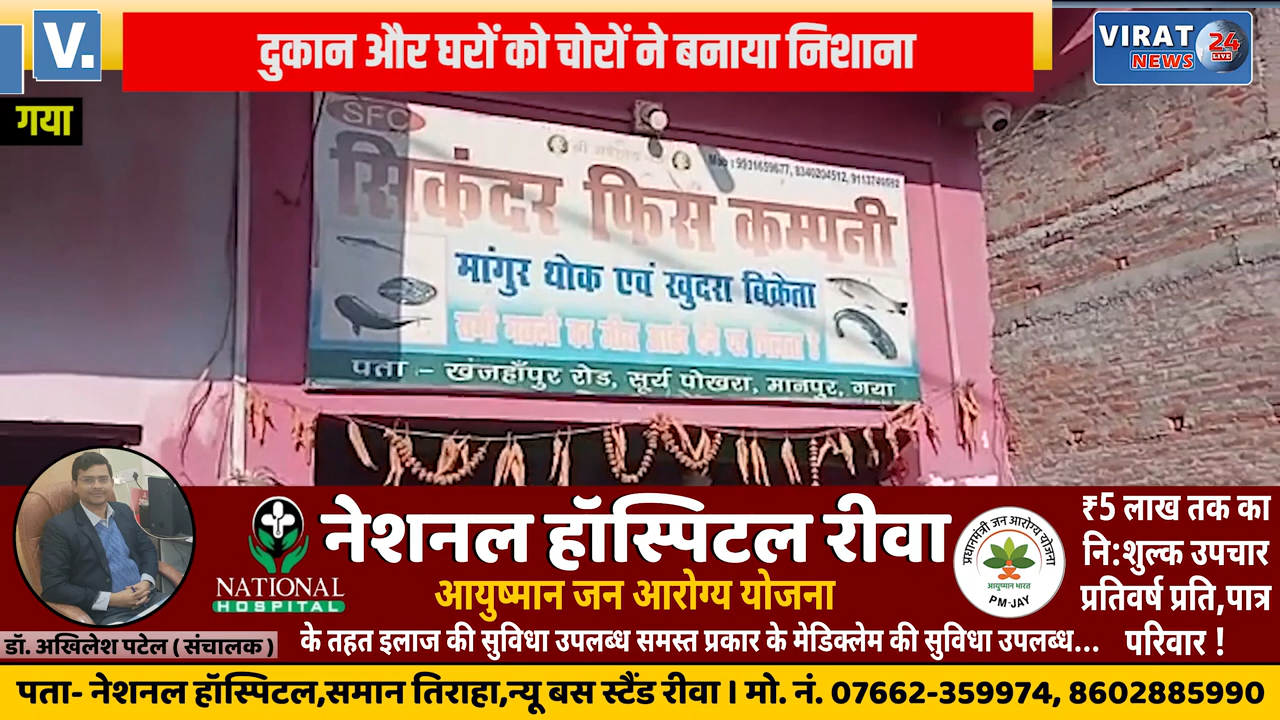 V.
दुकान और घरों को चोरों ने बनाया निशाना
VIRAT
NEWS
24
LIVE
गया
SFC
Mob : 9931659677, 8340204512,
सिकंदर फिस कम्पनी
मांगुर थोक एवं खुदरा विक्रेता
पता :- खंजहाँपुर रोड, सूर्य पोखरा, मानपुर, गया
NATIONAL
HOSPITAL
नेशनल हॉस्पिटल रीवा
आयुष्मान जन आरोग्य योजना
के तहत इलाज की सुविधा उपलब्ध समस्त प्रकार के मेडिक्लेम की सुविधा उपलब्ध...
प्रधानमंत्री जन आरोग्य योजना
आयुष्मान भारत
PM-JAY
₹5 लाख तक का
नि:शुल्क उपचार
प्रतिवर्ष प्रति,पात्र
परिवार !
डॉ. अखिलेश पटेल ( संचालक )
पता- नेशनल हॉस्पिटल,समान तिराहा,न्यू बस स्टैंड रीवा । मो. नं. 07662-359974, 8602885990